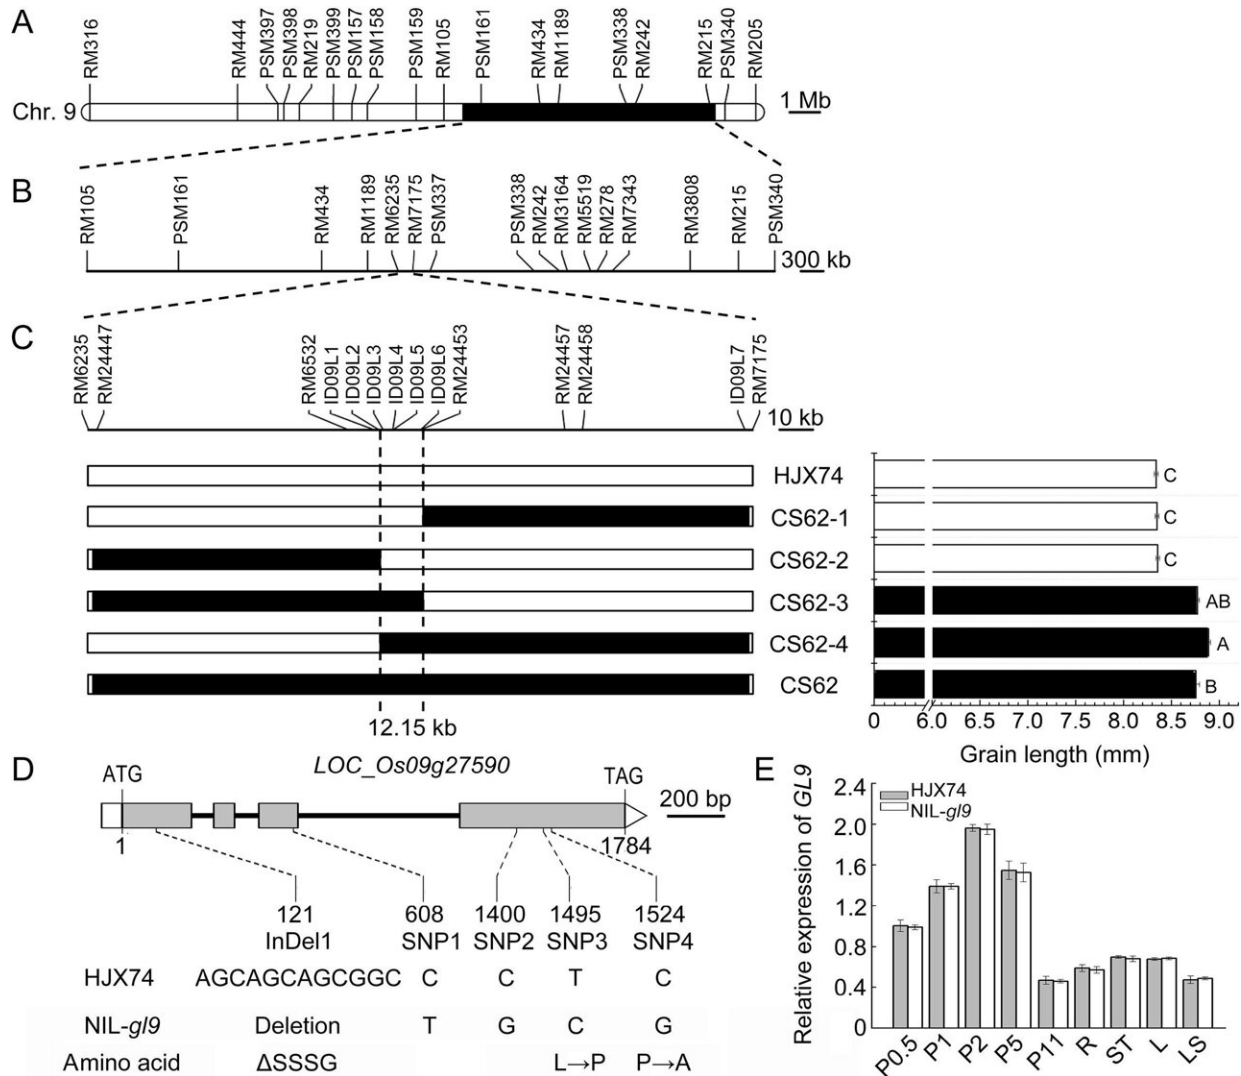 A
RM316
RM444
PSM397
PSM398
RM219
PSM399
PSM157
PSM158
PSM159
RM105
PSM161
RM434
RM1189
PSM338
RM242
RM215
PSM340
RM205
Chr. 9
1 Mb
B
RM105
PSM161
RM434
RM1189
RM6235
RM7175
PSM337
PSM338
RM242
RM3164
RM5519
RM278
RM7343
RM3808
RM215
PSM340
300 kb
C
RM6235
RM24447
RM6532
ID09L1
ID09L2
ID09L3
ID09L4
ID09L5
ID09L6
RM24453
RM24457
RM24458
ID09L7
RM7175
10 kb
HJX74
C
CS62-1
C
CS62-2
C
CS62-3
AB
CS62-4
A
CS62
B
12.15 kb
0 6.0 6.5 7.0 7.5 8.0 8.5 9.0
Grain length (mm)
D
ATG
LOC_Os09g27590
TAG
200 bp
1
1784
121 608 1400 1495 1524
InDel1 SNP1 SNP2 SNP3 SNP4
HJX74 AGCAGCAGCGGC C C T C
NIL-gl9 Deletion T G C G
Amino acid ΔSSSG L→P P→A
E
Relative expression of GL9
2.4
2.0
1.6
1.2
0.8
0.4
0
HJX74
NIL-gl9
P0.5 P1 P2 P5 P11 R ST L LS